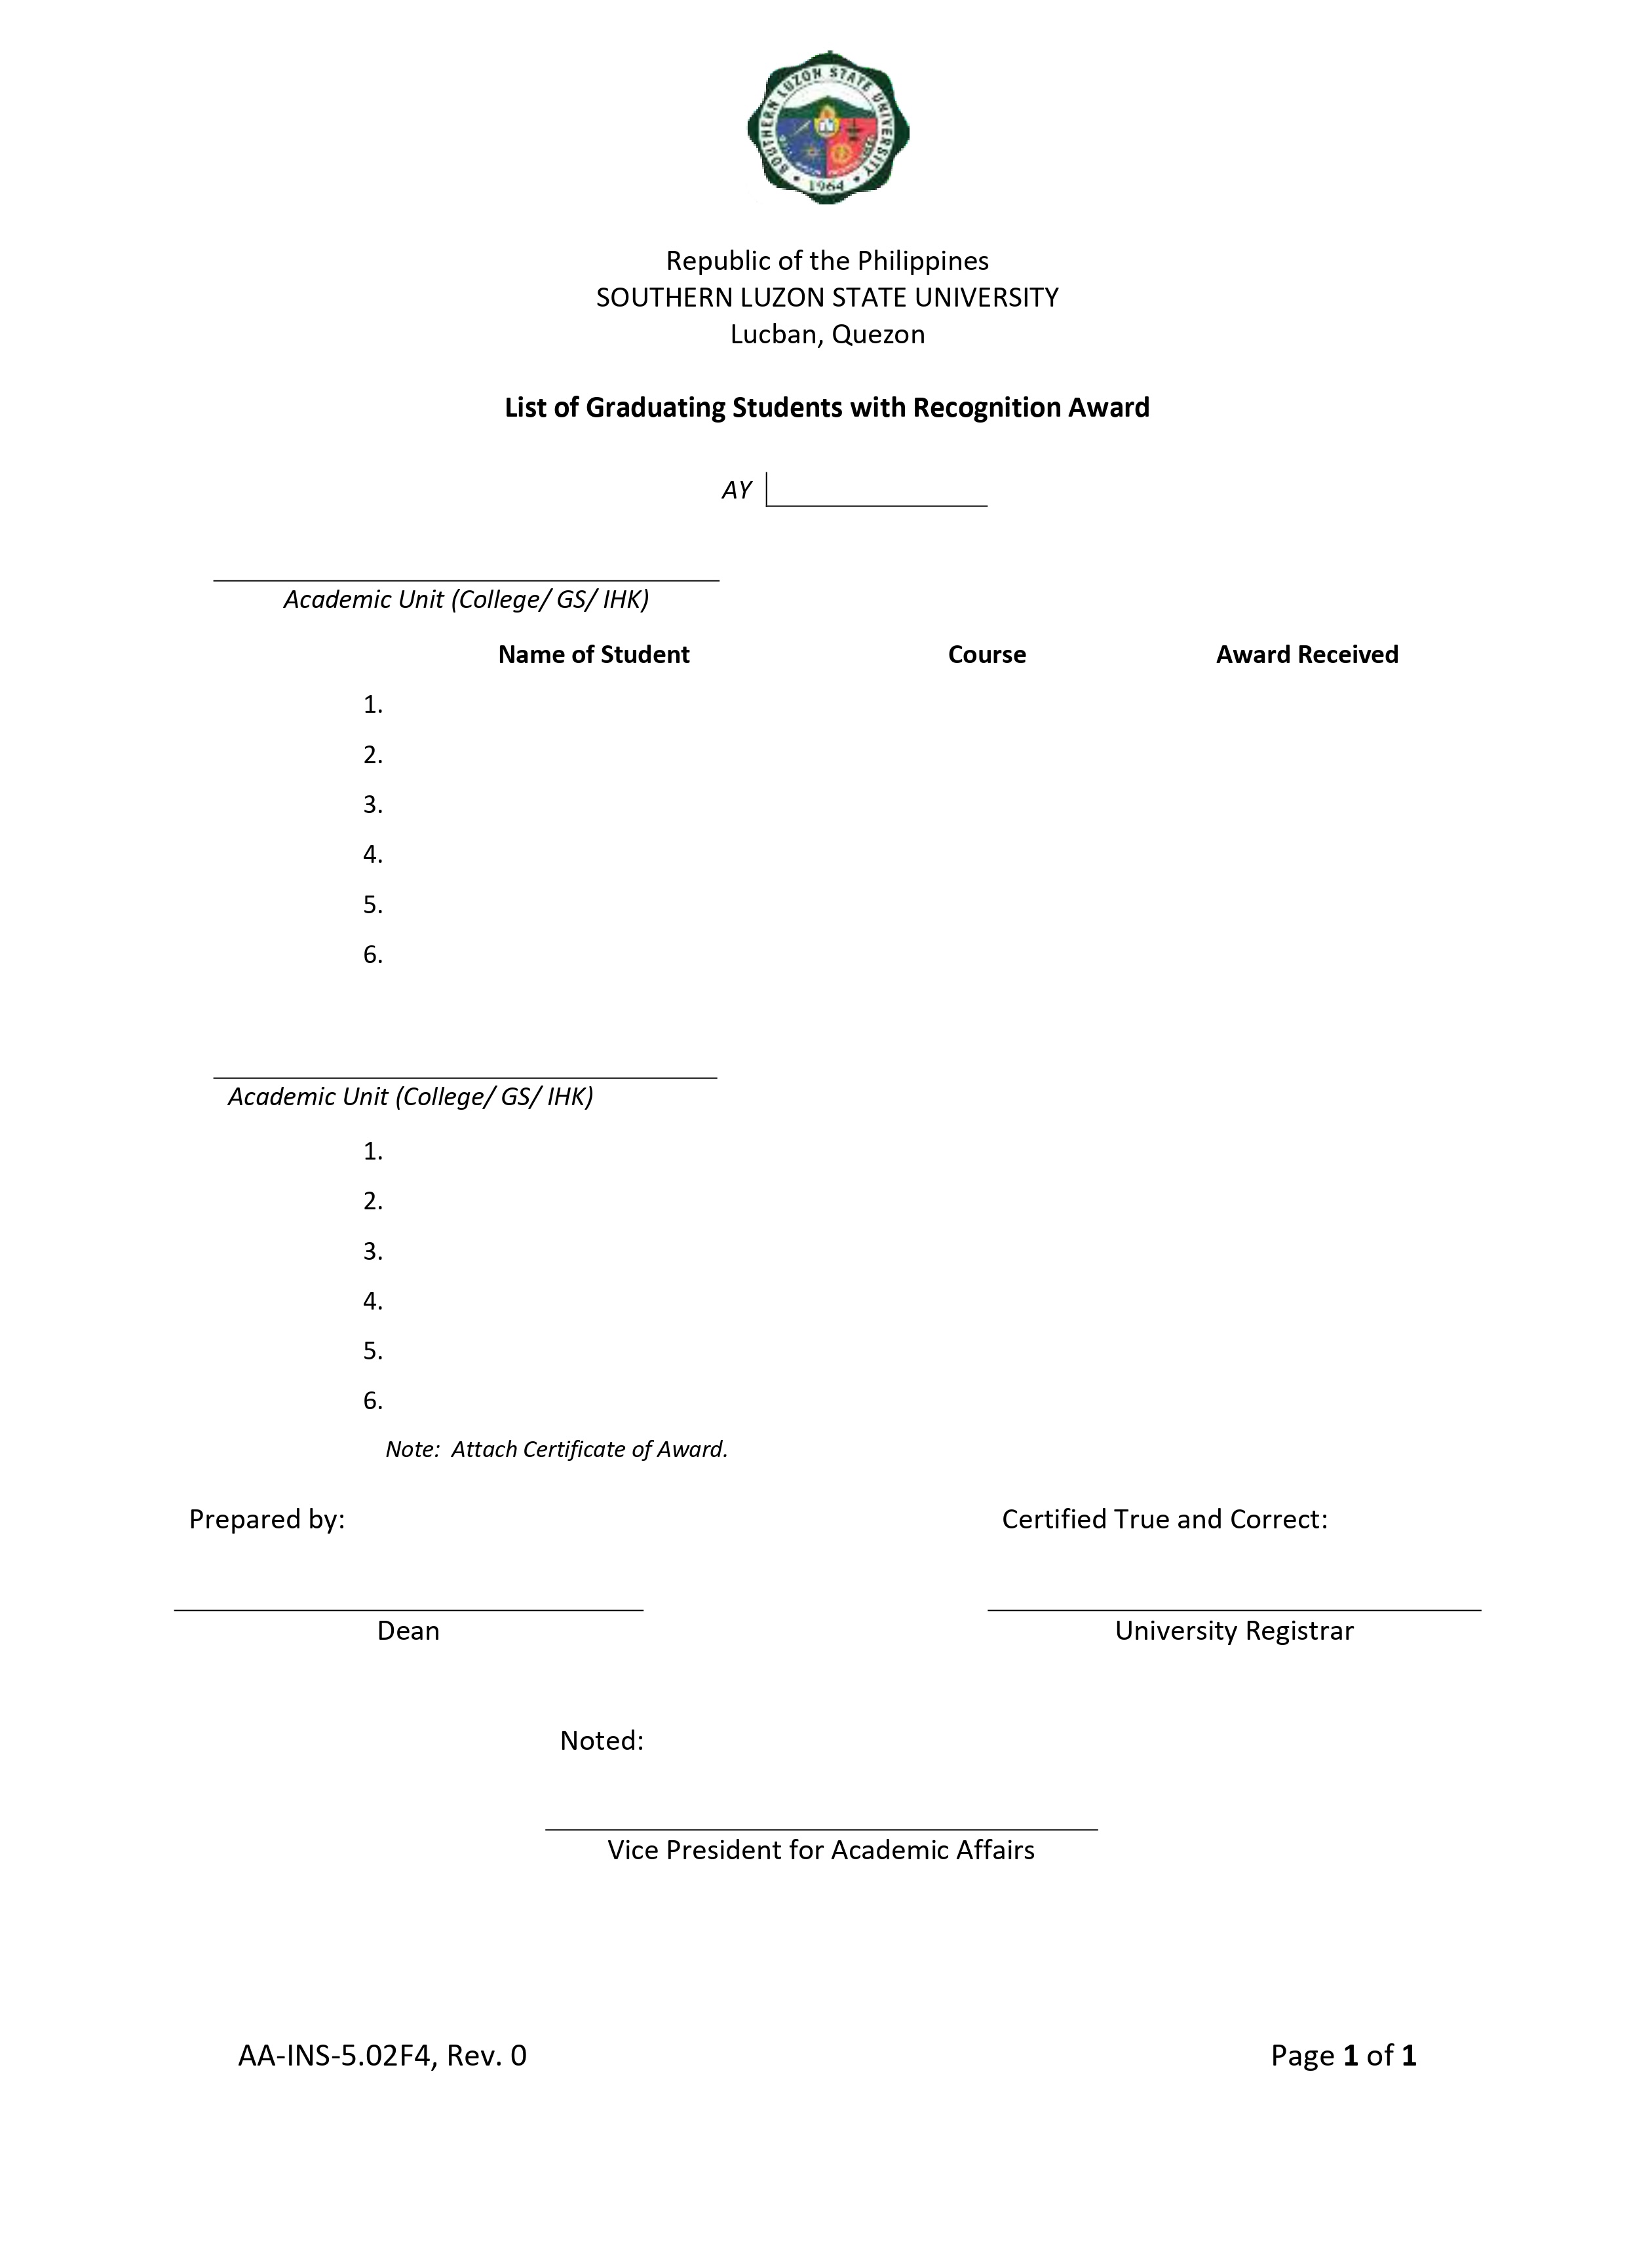 SOUTHERN LUZON STATE UNIVERSITY
1964
Republic of the Philippines
SOUTHERN LUZON STATE UNIVERSITY
Lucban, Quezon
List of Graduating Students with Recognition Award
AY
Academic Unit (College/ GS/ IHK)
Name of Student Course Award Received
1.
2.
3.
4.
5.
6.
Academic Unit (College/ GS/ IHK)
1.
2.
3.
4.
5.
6.
Note: Attach Certificate of Award.
Prepared by: Certified True and Correct:
Dean University Registrar
Noted:
Vice President for Academic Affairs
AA-INS-5.02F4, Rev. 0 Page 1 of 1